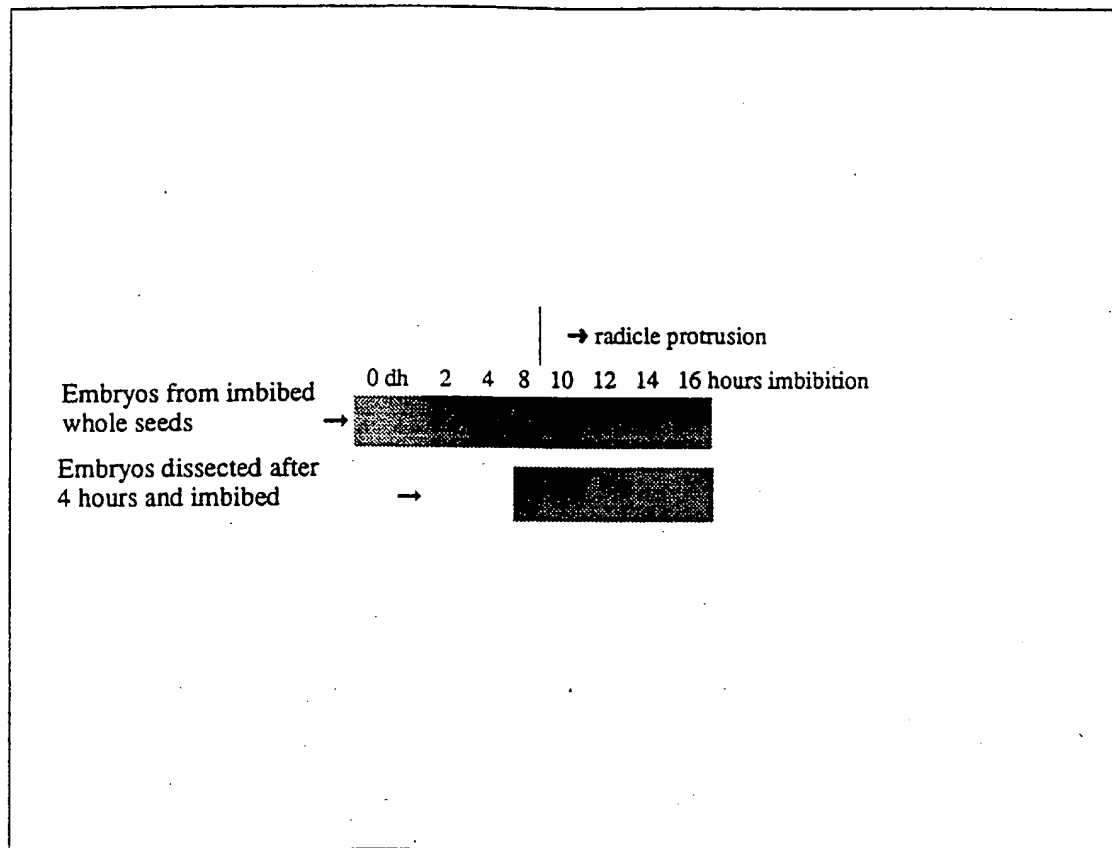 → radicle protrusion
0 dh 2 4 8 10 12 14 16 hours imbibition
Embryos from imbibed
whole seeds →
Embryos dissected after
4 hours and imbibed →